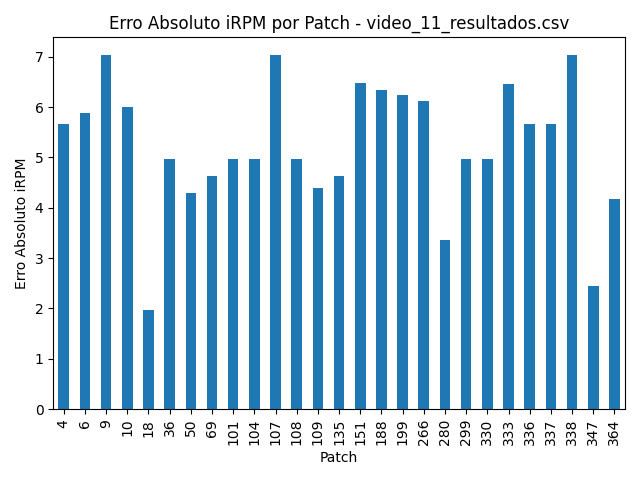 Erro Absoluto iRPM por Patch - video_11_resultados.csv
Erro Absoluto iRPM
7
6
5
4
3
2
1
0
4 6 9 10 18 36 50 69 101 104 107 108 109 135 151 188 199 266 280 299 330 333 336 337 338 347 364
Patch